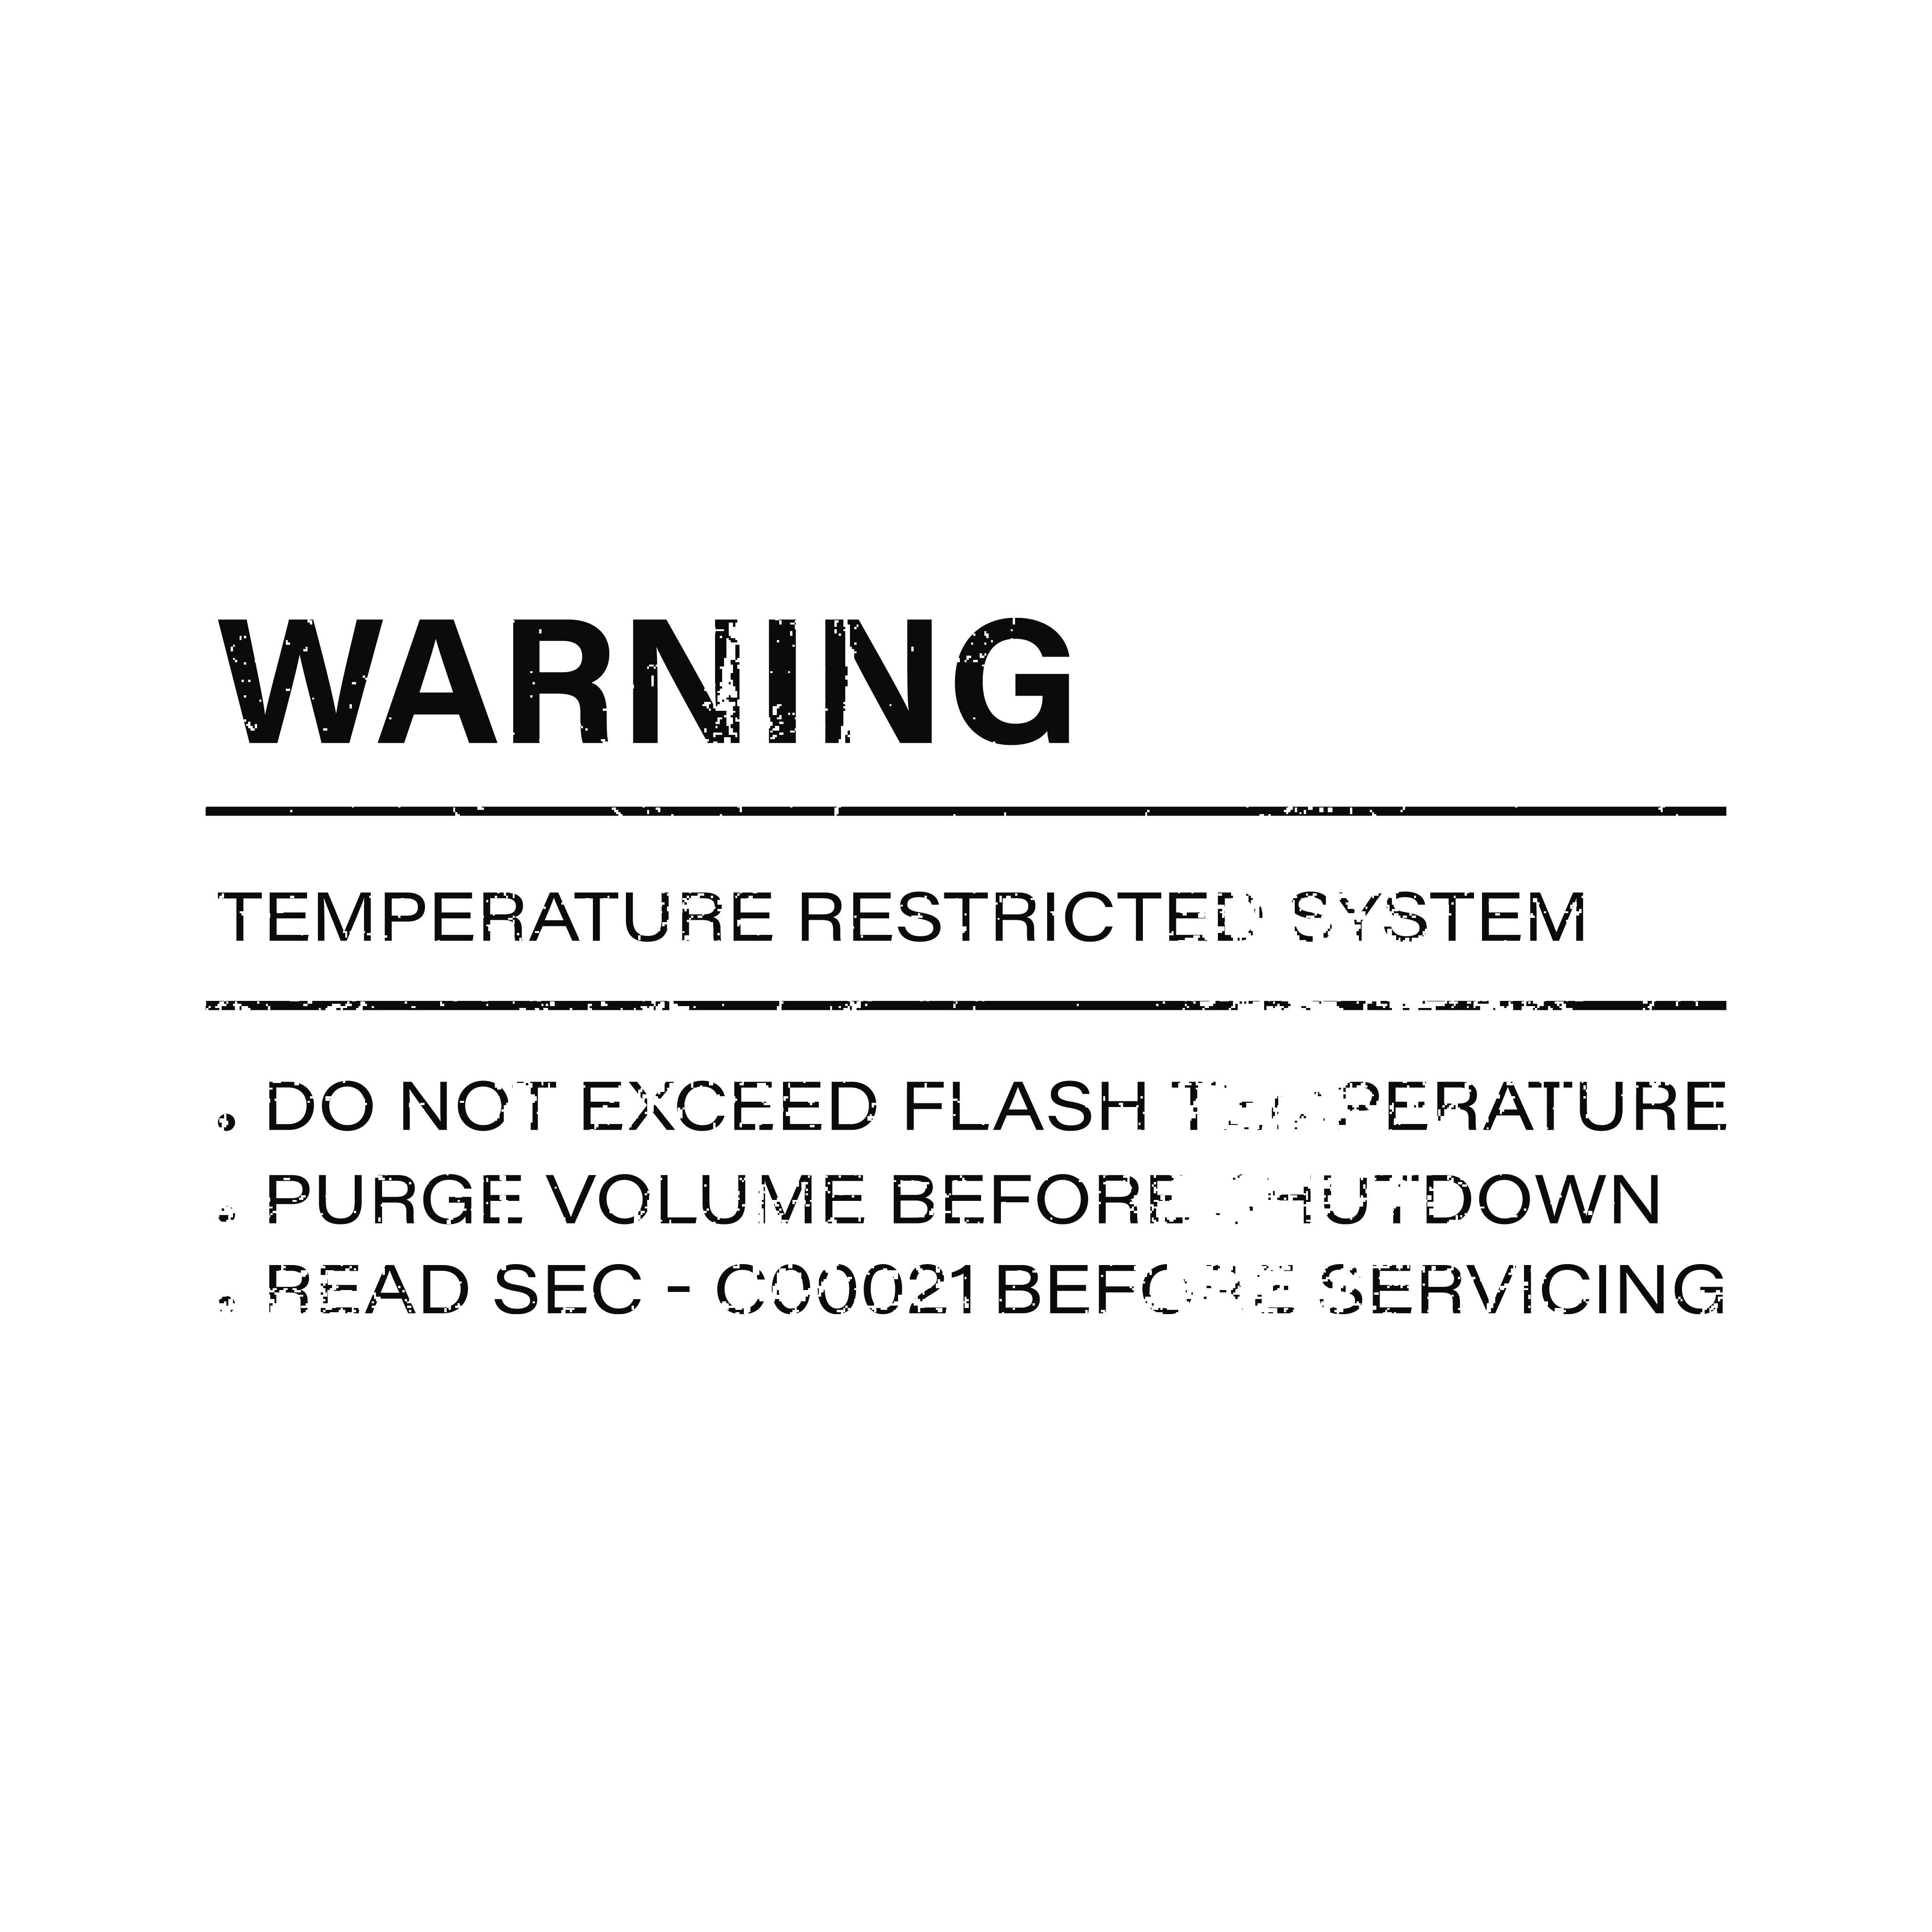 WARNING
TEMPERATURE RESTRICTED SYSTEM
• DO NOT EXCEED FLASH TEMPERATURE
• PURGE VOLUME BEFORE SHUTDOWN
• READ SEC - C00021 BEFORE SERVICING